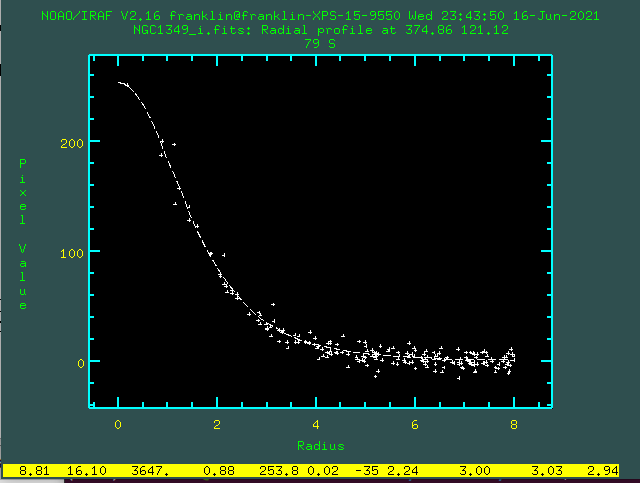 NOAO/IRAF V2.16 franklin@franklin-XPS-15-9550 Wed 23:43:50 16-Jun-2021
NGC1349_i.fits: Radial profile at 374.86 121.12
79 S
Pixel Value
200
100
0
0 2 4 6 8
Radius
8.81 16.10 3647. 0.88 253.8 0.02 -35 2.24 3.00 3.03 2.94